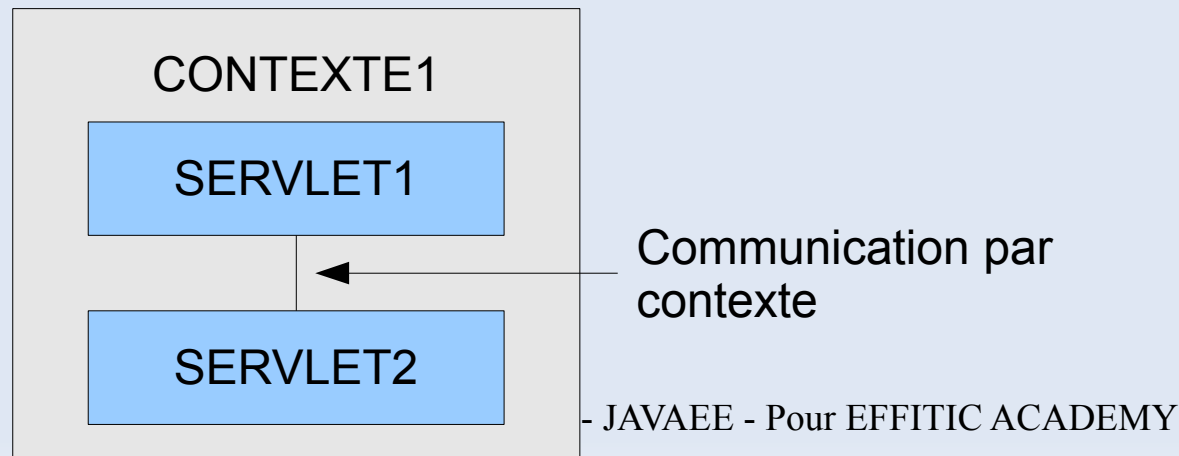 CONTEXTE1
SERVLET1
Communication par
contexte
SERVLET2
- JAVAEE - Pour EFFITIC ACADEMY